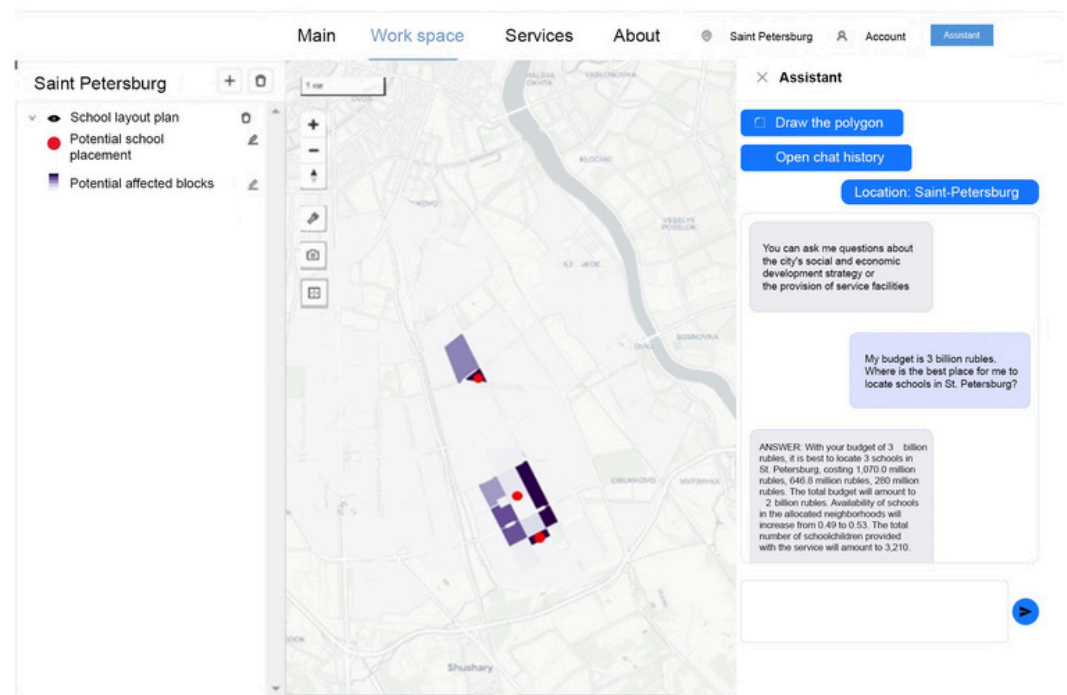 Main
Work space
Services
About
Saint Petersburg
Account
Assistant
Saint Petersburg
School layout plan
Potential school
placement
Potential affected blocks
MALAYA
OKHTA
KLOCHKI
VESELYY
POSELOK
SOSNOVKA
OBUKHOVO
Shushary
Assistant
Draw the polygon
Open chat history
Location: Saint-Petersburg
You can ask me questions about
the city's social and economic
development strategy or
the provision of service facilities
My budget is 3 billion rubles.
Where is the best place for me to
locate schools in St. Petersburg?
ANSWER: With your budget of 3 billion
rubles, it is best to locate 3 schools in
St. Petersburg, costing 1,070.0 million
rubles, 646.8 million rubles, 280 million
rubles. The total budget will amount to
2 billion rubles. Availability of schools
in the allocated neighborhoods will
increase from 0.49 to 0.53. The total
number of schoolchildren provided
with the service will amount to 3,210.